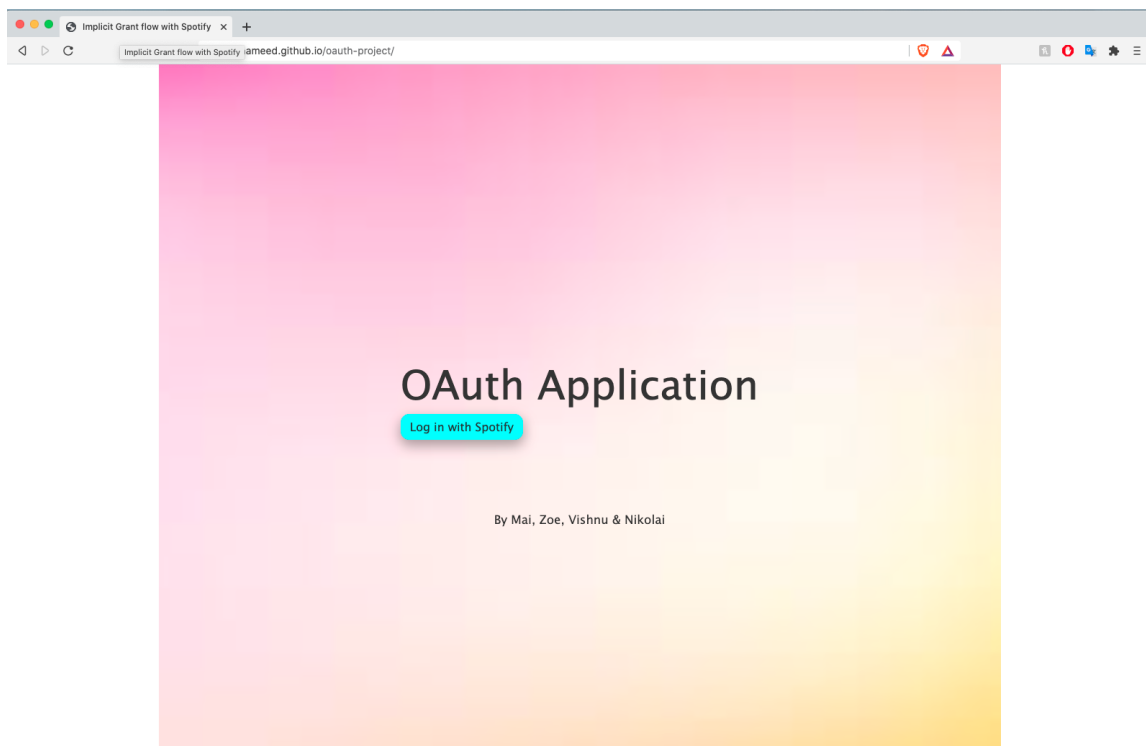 Implicit Grant flow with Spotify
Implicit Grant flow with Spotify
ameed.github.io/oauth-project/
OAuth Application
Log in with Spotify
By Mai, Zoe, Vishnu & Nikolai